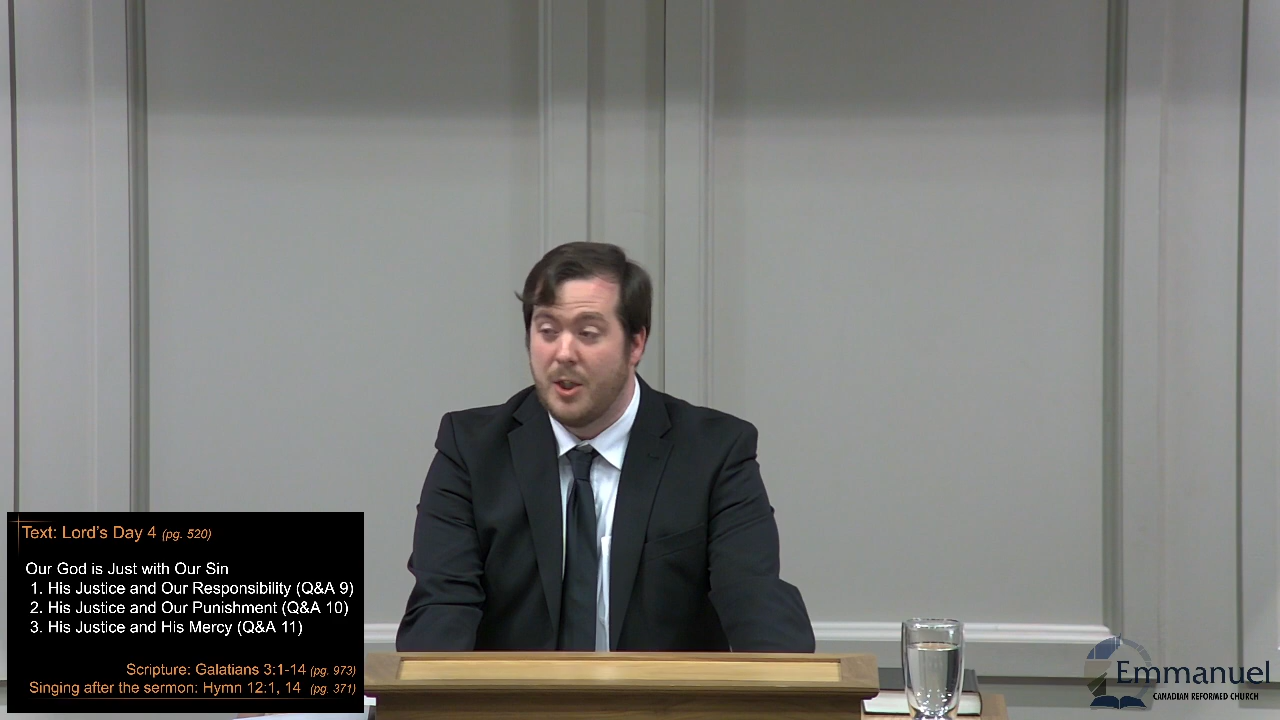 Text: Lord's Day 4 (pg. 520)
Our God is Just with Our Sin
1. His Justice and Our Responsibility (Q&A 9)
2. His Justice and Our Punishment (Q&A 10)
3. His Justice and His Mercy (Q&A 11)
Scripture: Galatians 3:1-14 (pg. 973)
Singing after the sermon: Hymn 12:1, 14 (pg. 371)
Emmanuel
CANADIAN REFORMED CHURCH